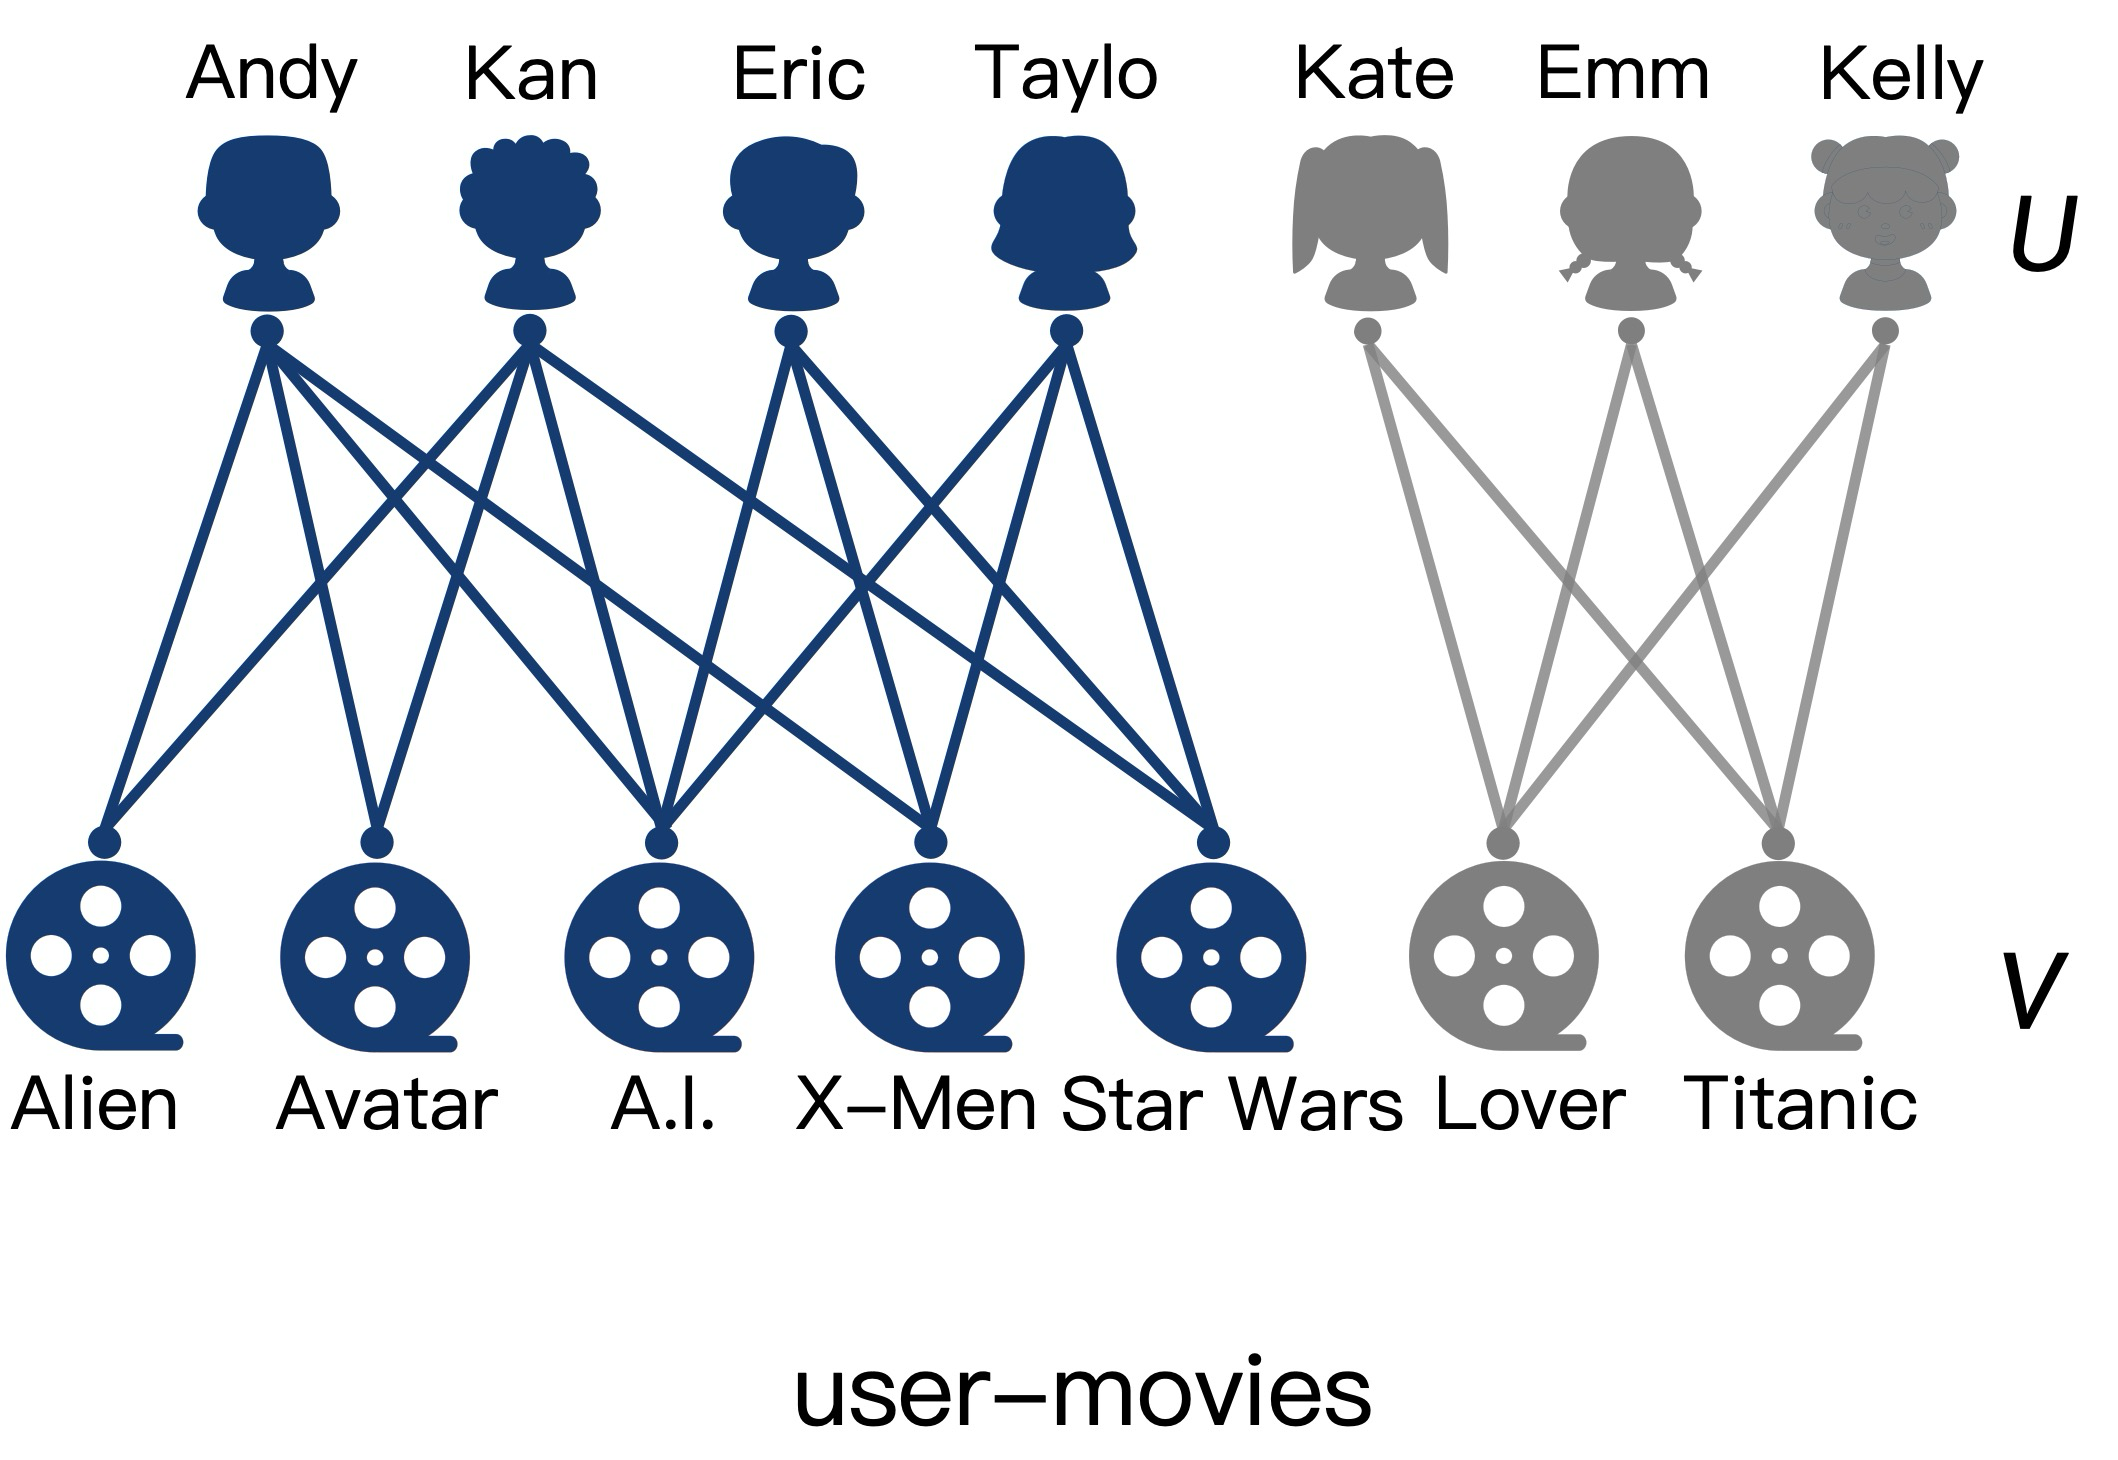 Andy Kan Eric Taylo Kate Emm Kelly
U
V
Alien Avatar A.I. X–Men Star Wars Lover Titanic
user–movies